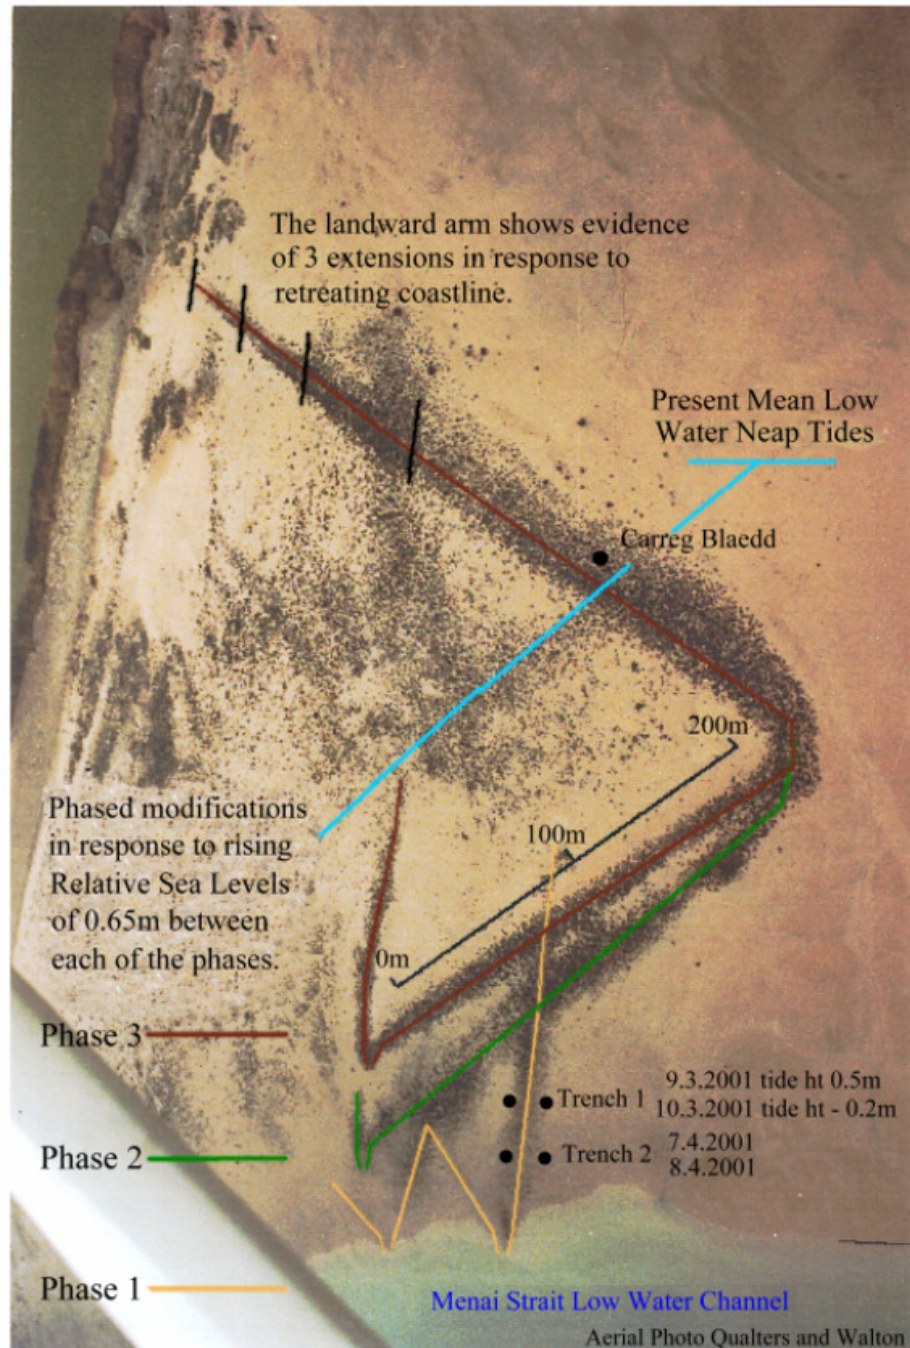 The landward arm shows evidence
of 3 extensions in response to
retreating coastline.
Present Mean Low
Water Neap Tides
Carreg Blaedd
200m
100m
0m
Phased modifications
in response to rising
Relative Sea Levels
of 0.65m between
each of the phases.
Phase 3
Trench 1
9.3.2001 tide ht 0.5m
10.3.2001 tide ht - 0.2m
Phase 2
Trench 2
7.4.2001
8.4.2001
Phase 1
Menai Strait Low Water Channel
Aerial Photo Qualters and Walton